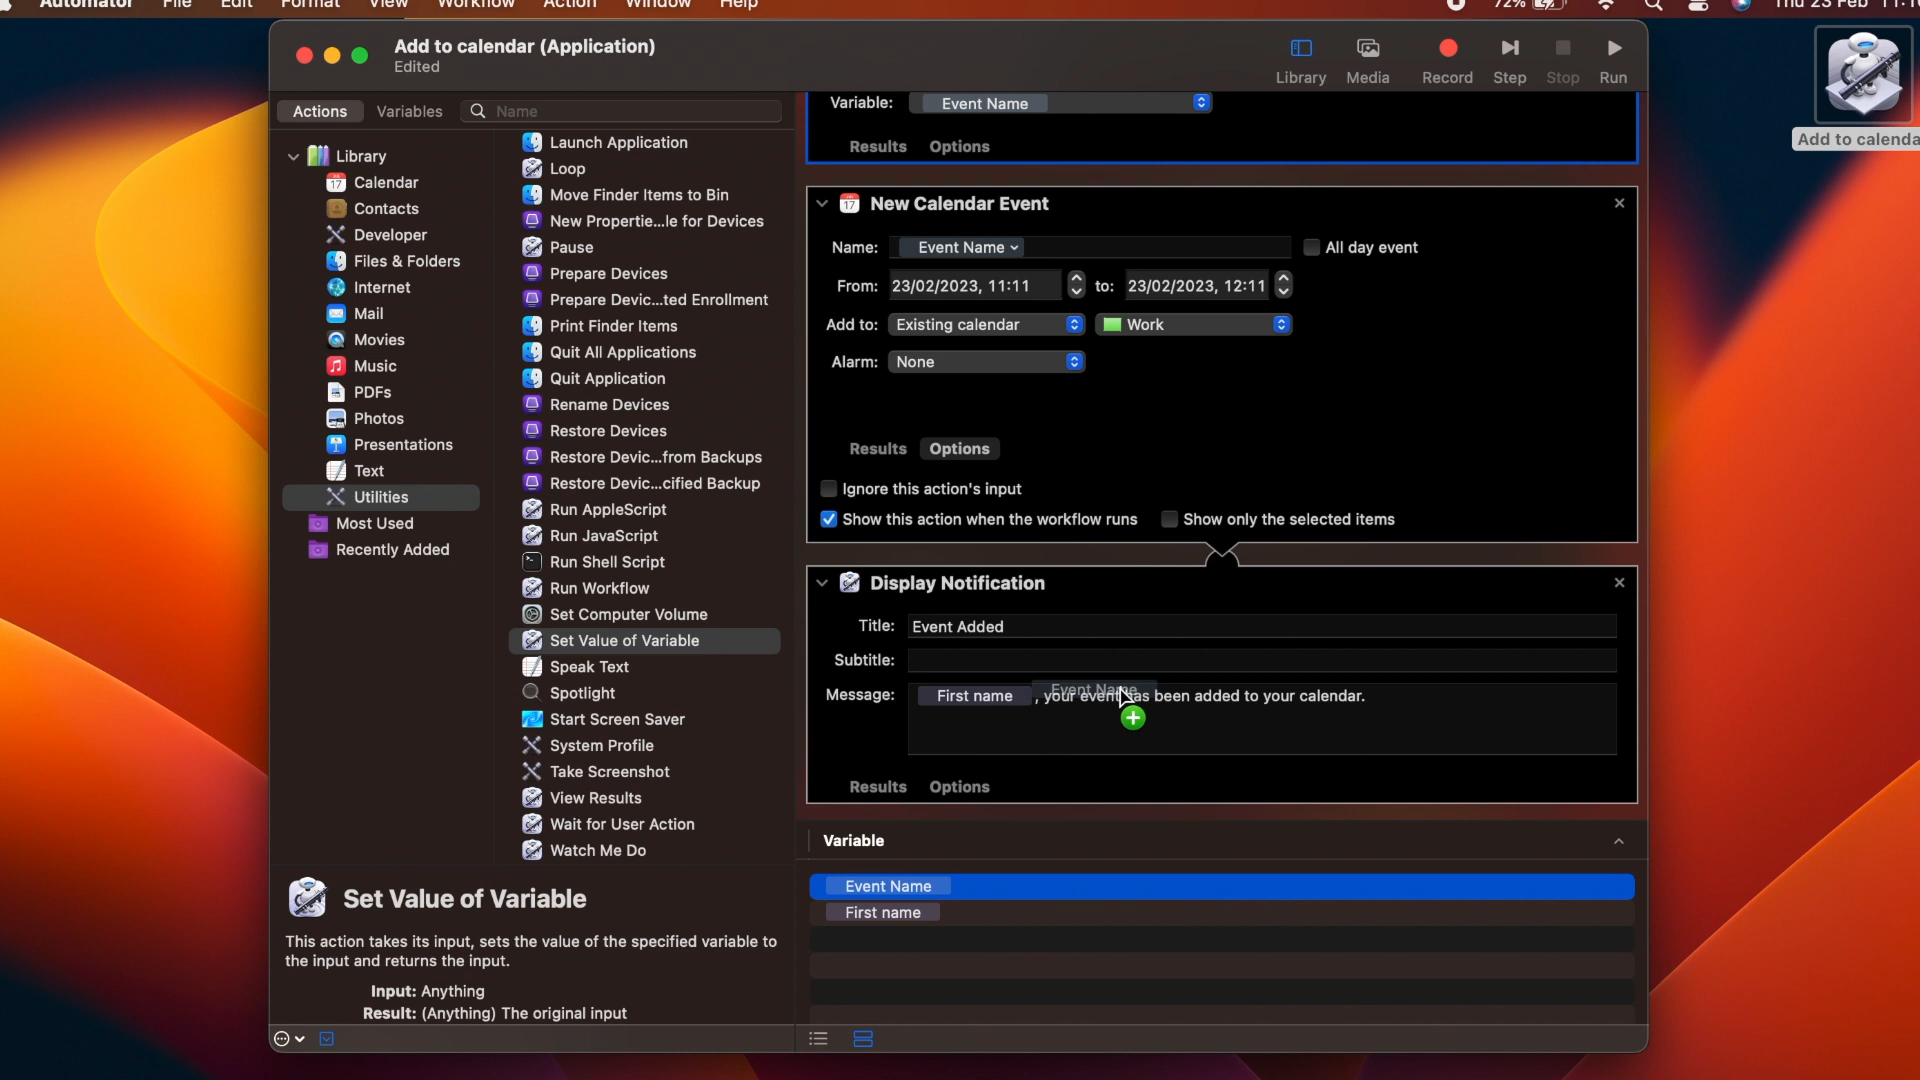 Automator File Edit Format View Workflow Action Window Help 72% Thu 23 Feb
Add to calendar (Application)
Edited
Library
Media
Record
Step
Stop
Run
Add to calenda
Actions
Variables
Name
Library
Calendar
Contacts
Developer
Files & Folders
Internet
Mail
Movies
Music
PDFs
Photos
Presentations
Text
Utilities
Most Used
Recently Added
Launch Application
Loop
Move Finder Items to Bin
New Propertie...le for Devices
Pause
Prepare Devices
Prepare Devic...ted Enrollment
Print Finder Items
Quit All Applications
Quit Application
Rename Devices
Restore Devices
Restore Devic...from Backups
Restore Devic...cified Backup
Run AppleScript
Run JavaScript
Run Shell Script
Run Workflow
Set Computer Volume
Set Value of Variable
Speak Text
Spotlight
Start Screen Saver
System Profile
Take Screenshot
View Results
Wait for User Action
Watch Me Do
Set Value of Variable
This action takes its input, sets the value of the specified variable to
the input and returns the input.
Input: Anything
Result: (Anything) The original input
Variable: Event Name
Results Options
17 New Calendar Event
Name: Event Name All day event
From: 23/02/2023, 11:11 to: 23/02/2023, 12:11
Add to: Existing calendar Work
Alarm: None
Results Options
Ignore this action's input
Show this action when the workflow runs Show only the selected items
Display Notification
Title: Event Added
Subtitle:
Message: First name , your event has been added to your calendar.
Event Name
Results Options
Variable
Event Name
First name